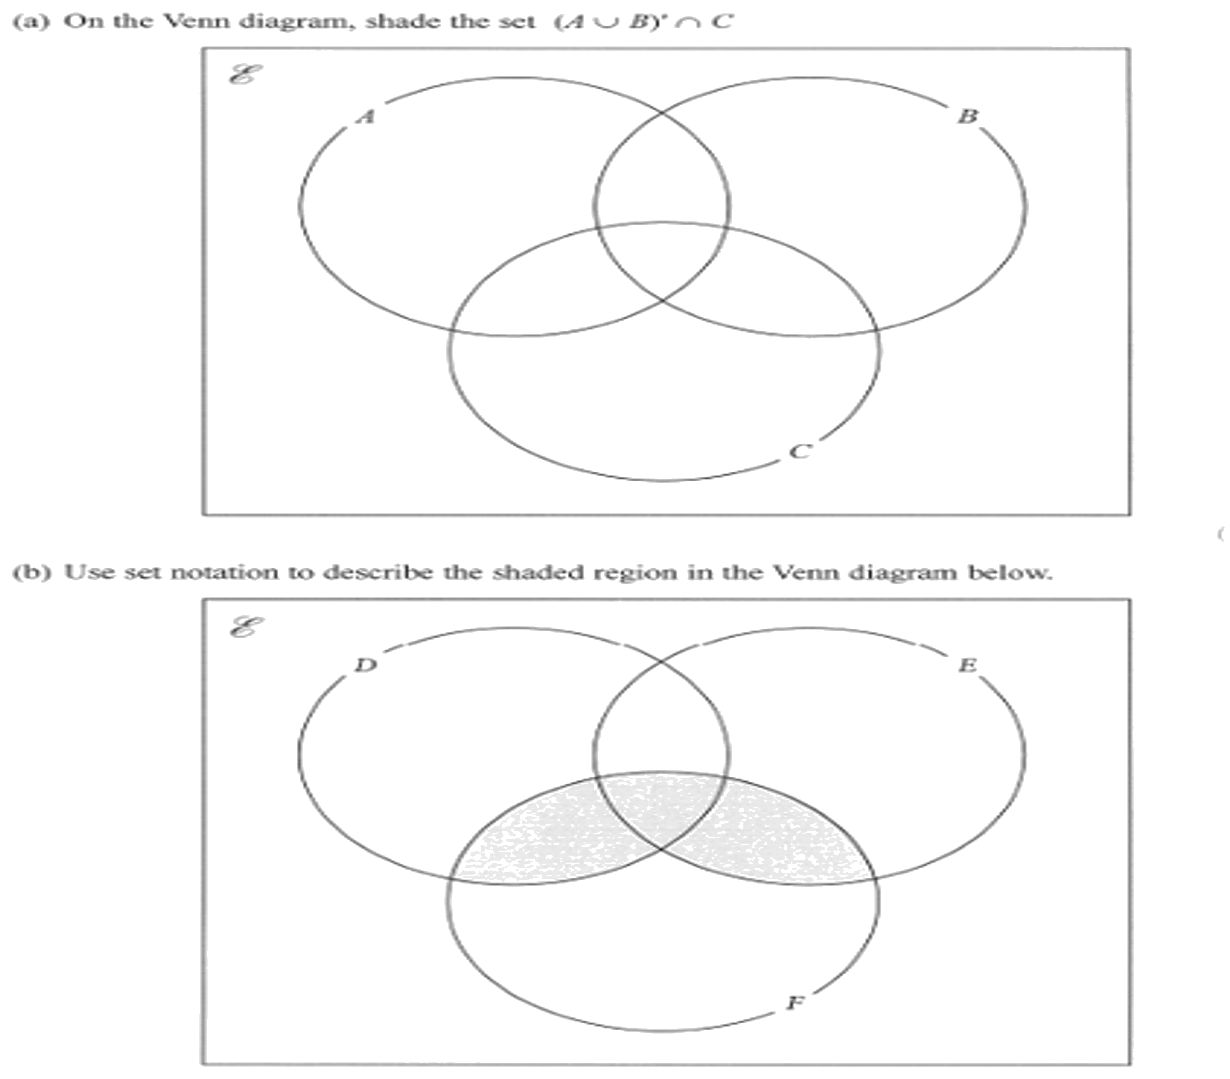 (a) On the Venn diagram, shade the set (A ∪ B)′ ∩ C
ℰ
A
B
C
(b) Use set notation to describe the shaded region in the Venn diagram below.
ℰ
D
E
F